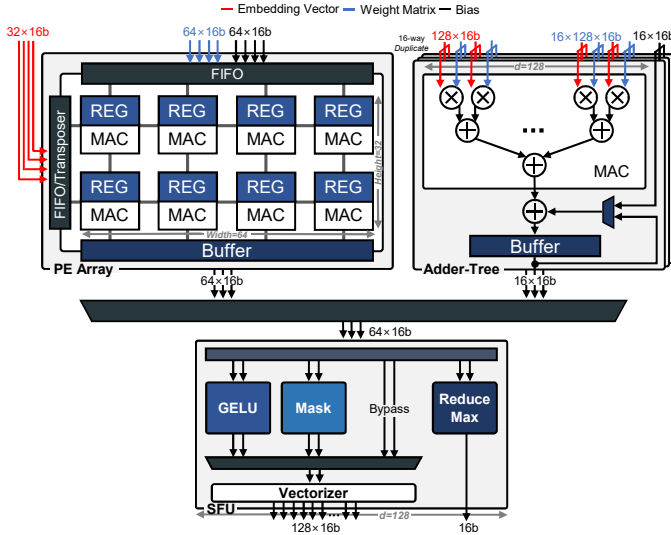 Embedding Vector Weight Matrix Bias
32×16b
64×16b 64×16b
16-way
Duplicate
128×16b
16×128×16b
16×16b
FIFO
d=128
FIFO/Transposer
REG REG REG REG
MAC MAC MAC MAC
Height=32
...
MAC
REG REG REG REG
MAC MAC MAC MAC
Width=64
Buffer
Buffer
PE Array
Adder-Tree
64×16b
16×16b
64×16b
GELU
Mask
Bypass
Reduce
Max
Vectorizer
SFU
d=128
128×16b
16b